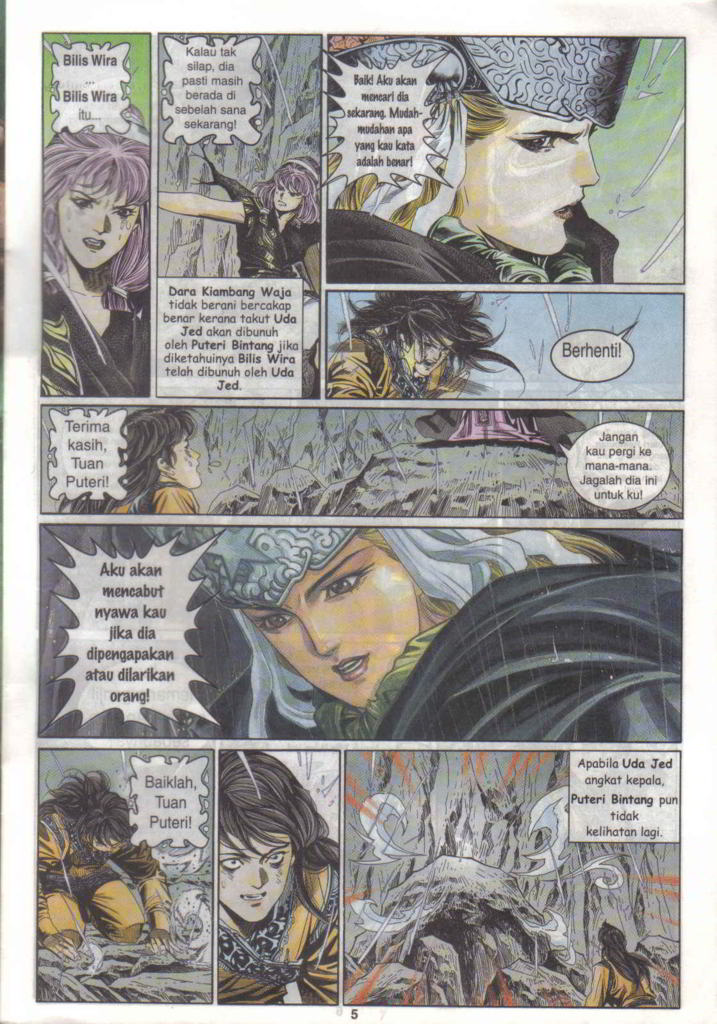 Bilis Wira
...
Bilis Wira
itu...
Kalau tak
silap, dia
pasti masih
berada di
sebelah sana
sekarang!
Dara Kiambang Waja
tidak berani bercakap
benar kerana takut Uda
Jed akan dibunuh
oleh Puteri Bintang jika
diketahuinya Bilis Wira
telah dibunuh oleh Uda
Jed.
Baik! Aku akan
mencari dia
sekarang. Mudah-
mudahan apa
yang kau kata
adalah benar!
Berhenti!
Terima
kasih,
Tuan
Puteri!
Jangan
kau pergi ke
mana-mana.
Jagalah dia ini
untuk ku!
Aku akan
mencabut
nyawa kau
jika dia
dipengapakan
atau dilarikan
orang!
Baiklah,
Tuan
Puteri!
Apabila Uda Jed
angkat kepala,
Puteri Bintang pun
tidak
kelihatan lagi.
5